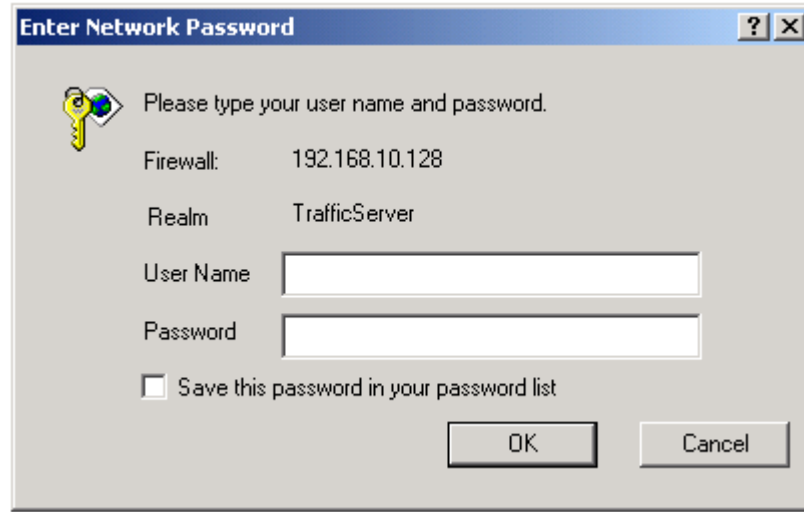 Enter Network Password
Please type your user name and password.
Firewall: 192.168.10.128
Realm TrafficServer
User Name
Password
Save this password in your password list
OK Cancel